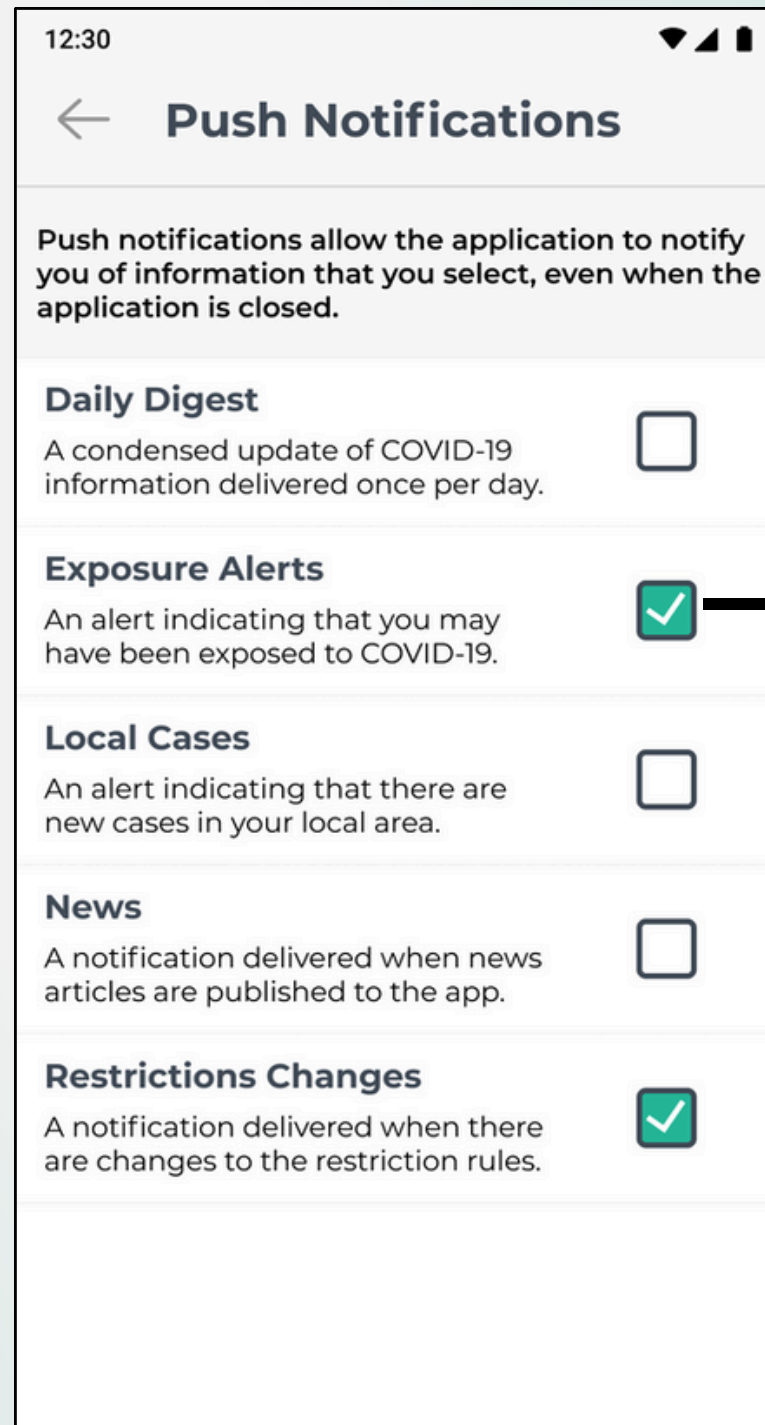 12:30
Push Notifications
Push notifications allow the application to notify
you of information that you select, even when the
application is closed.
Daily Digest
A condensed update of COVID-19
information delivered once per day.
Exposure Alerts
An alert indicating that you may
have been exposed to COVID-19.
Local Cases
An alert indicating that there are
new cases in your local area.
News
A notification delivered when news
articles are published to the app.
Restrictions Changes
A notification delivered when there
are changes to the restriction rules.